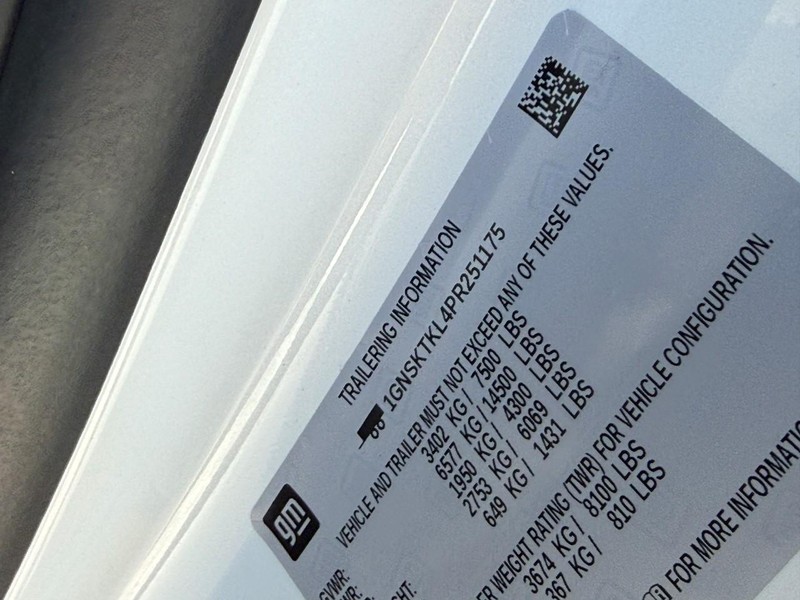 TRAILERING INFORMATION
1GNSKTKL4PR251175
VEHICLE AND TRAILER MUST NOT EXCEED ANY OF THESE VALUES.
GVWR: 3402 KG / 7500 LBS
6577 KG / 14500 LBS
1950 KG / 4300 LBS
2753 KG / 6069 LBS
649 KG / 1431 LBS
gm
WEIGHT RATING (TWR) FOR VEHICLE CONFIGURATION.
3674 KG / 8100 LBS
367 KG / 810 LBS
FOR MORE INFORMATI